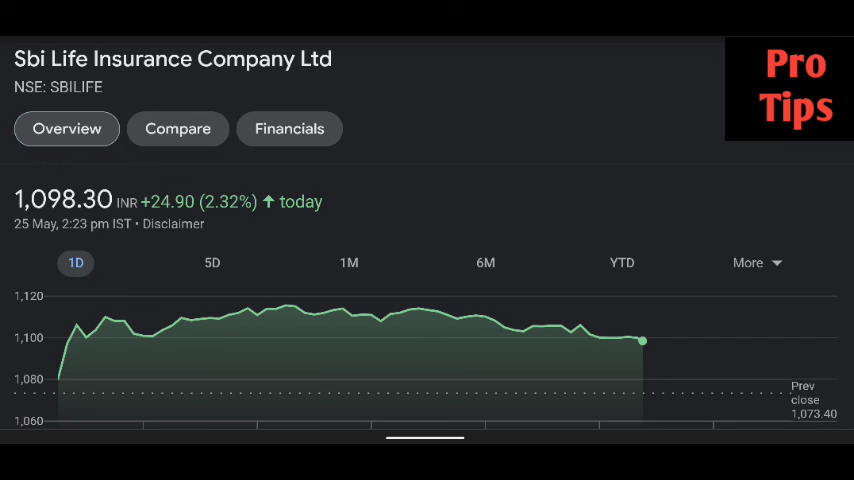 Sbi Life Insurance Company Ltd
NSE: SBILIFE
Pro
Tips
Overview
Compare
Financials
1,098.30 INR +24.90 (2.32%) ↑ today
25 May, 2:23 pm IST • Disclaimer
1D
5D
1M
6M
YTD
More
1,120
1,100
1,080
1,060
Prev
close
1,073.40